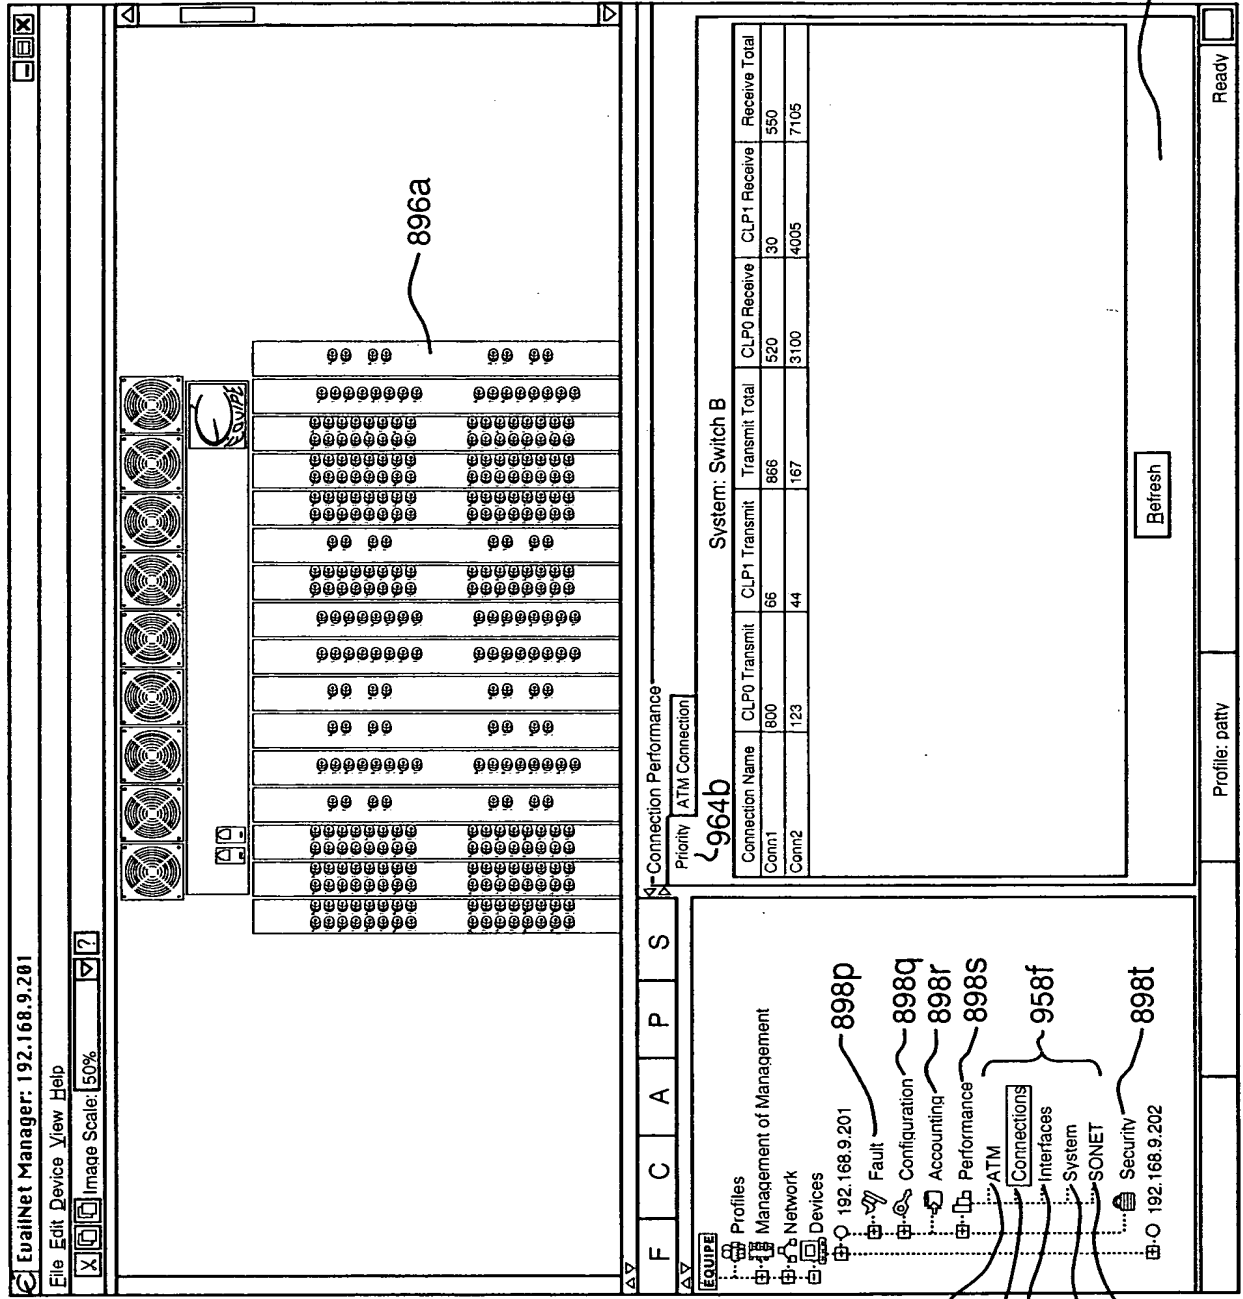 EvailNet Manager: 192.168.9.201
File Edit Device View Help
X Image Scale: 50% ?
EQUIPE
896a
F C A P S
EQUIPE
Profiles
Management of Management
Network
Devices
192.168.9.201
Fault
Configuration
Accounting
Performance
ATM
Connections
Interfaces
System
SONET
Security
192.168.9.202
898p
898q
898r
898s
958f
898t
Connection Performance
Priority ATM Connection
964b
System: Switch B
Connection Name CLP0 Transmit CLP1 Transmit Transmit Total CLP0 Receive CLP1 Receive Receive Total
Conn1 800 66 866 520 30 550
Conn2 123 44 167 3100 4005 7105
Refresh
Profile: patty
Ready